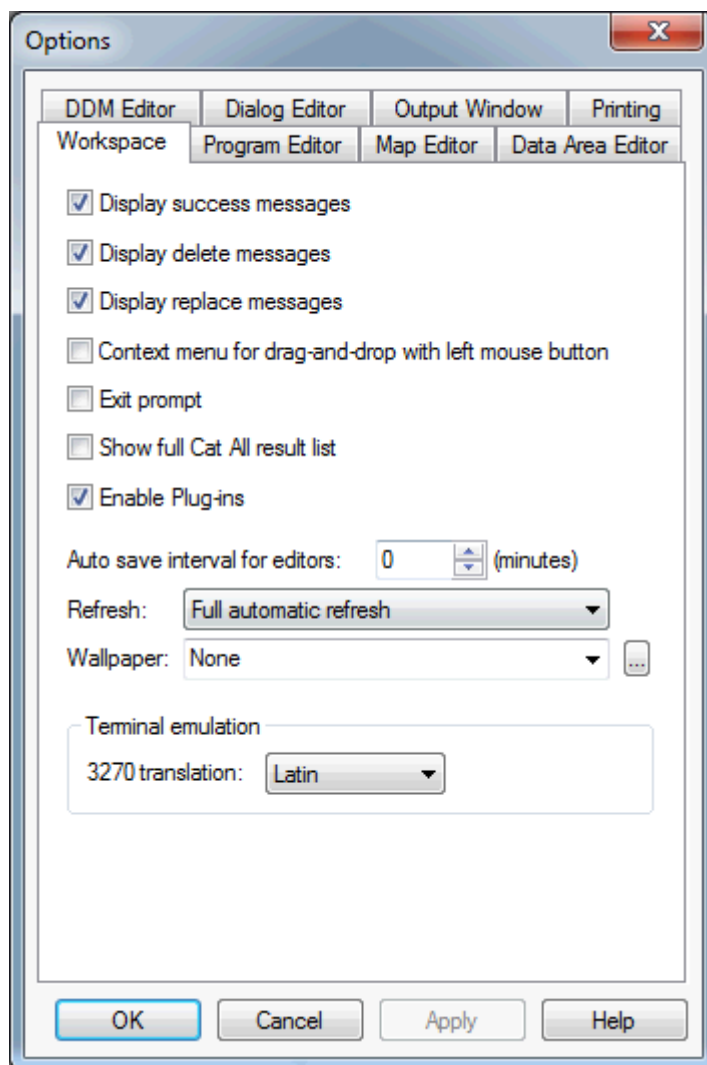 Options
x
DDM Editor Dialog Editor Output Window Printing
Workspace Program Editor Map Editor Data Area Editor
Display success messages
Display delete messages
Display replace messages
Context menu for drag-and-drop with left mouse button
Exit prompt
Show full Cat All result list
Enable Plug-ins
Auto save interval for editors: 0 (minutes)
Refresh: Full automatic refresh
Wallpaper: None ...
Terminal emulation
3270 translation: Latin
OK Cancel Apply Help